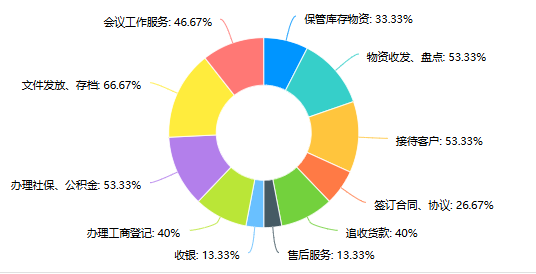 会议工作服务: 46.67%
保管库存物资: 33.33%
物资收发、盘点: 53.33%
文件发放、存档: 66.67%
接待客户: 53.33%
办理社保、公积金: 53.33%
签订合同、协议: 26.67%
办理工商登记: 40%
追收货款: 40%
收银: 13.33%
售后服务: 13.33%